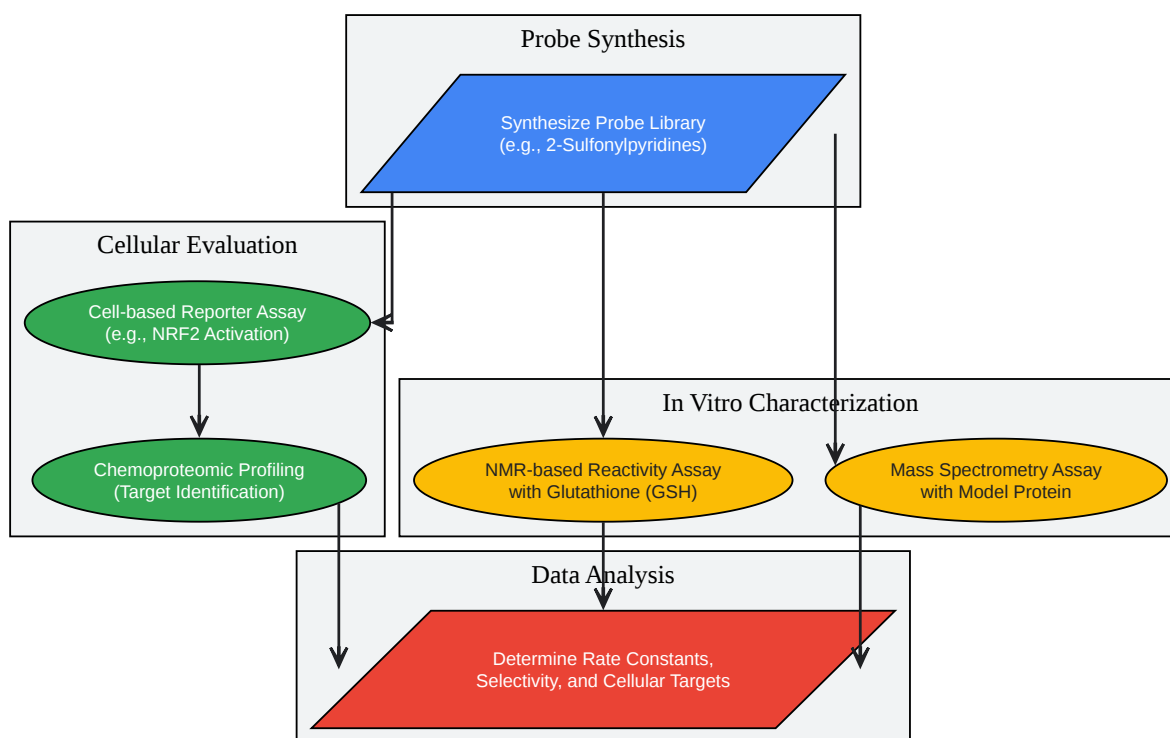 Probe Synthesis
Synthesize Probe Library
(e.g., 2-Sulfonylpyridines)
Cellular Evaluation
Cell-based Reporter Assay
(e.g., NRF2 Activation)
Chemoproteomic Profiling
(Target Identification)
In Vitro Characterization
NMR-based Reactivity Assay
with Glutathione (GSH)
Mass Spectrometry Assay
with Model Protein
Data Analysis
Determine Rate Constants,
Selectivity, and Cellular Targets